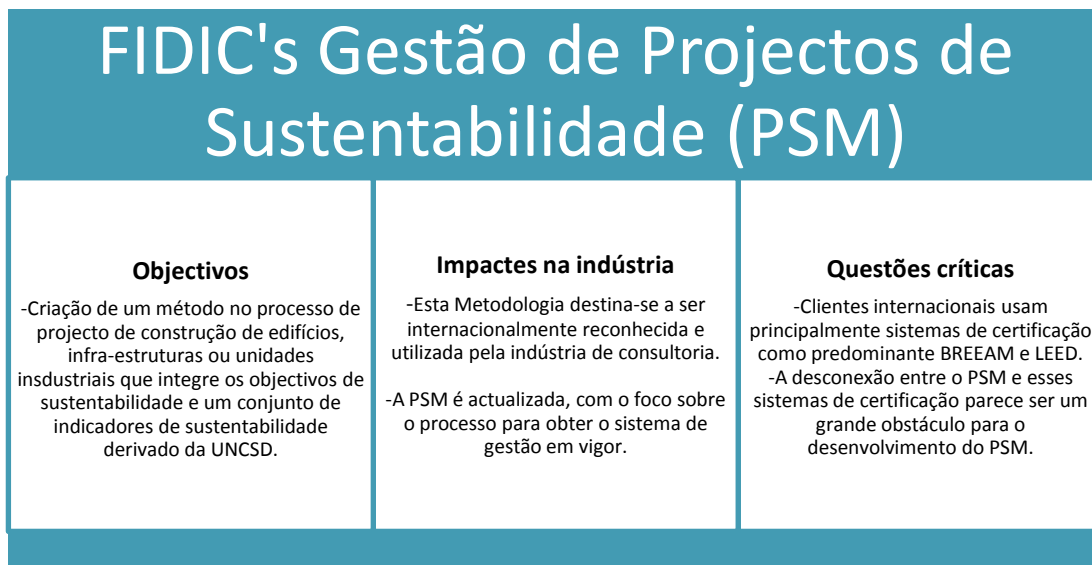 FIDIC's Gestão de Projectos de
Sustentabilidade (PSM)
Objectivos
-Criação de um método no processo de
projecto de construção de edifícios,
infra-estruturas ou unidades
insdustriais que integre os objectivos de
sustentabilidade e um conjunto de
indicadores de sustentabilidade
derivado da UNCSD.
Impactes na indústria
-Esta Metodologia destina-se a ser
internacionalmente reconhecida e
utilizada pela indústria de consultoria.
-A PSM é actualizada, com o foco sobre
o processo para obter o sistema de
gestão em vigor.
Questões críticas
-Clientes internacionais usam
principalmente sistemas de certificação
como predominante BREEAM e LEED.
-A desconexão entre o PSM e esses
sistemas de certificação parece ser um
grande obstáculo para o
desenvolvimento do PSM.